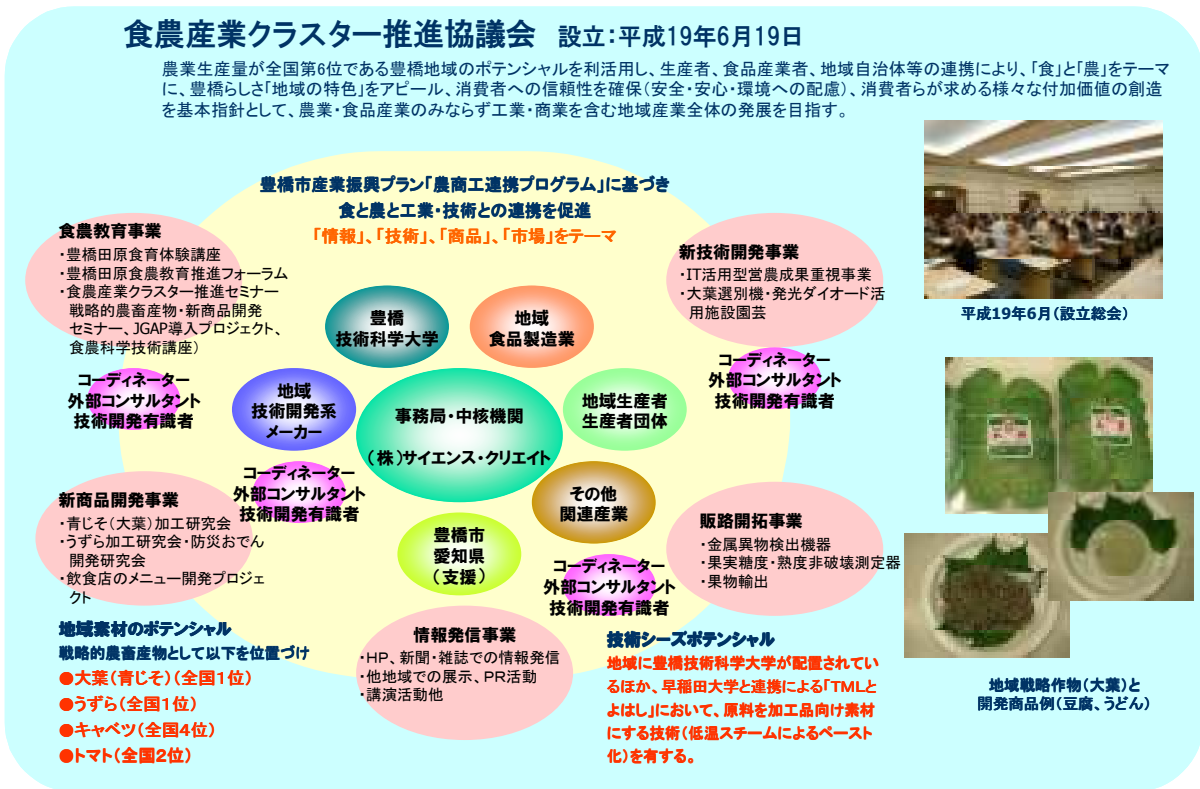 食農産業クラスター推進協議会 設立:平成19年6月19日
農業生産量が全国第6位である豊橋地域のポテンシャルを利活用し、生産者、食品産業者、地域自治体等の連携により、「食」と「農」をテーマ
に、豊橋らしさ「地域の特色」をアピール、消費者への信頼性を確保(安全・安心・環境への配慮)、消費者らが求める様々な付加価値の創造
を基本指針として、農業・食品産業のみならず工業・商業を含む地域産業全体の発展を目指す。
豊橋市産業振興プラン「農商工連携プログラム」に基づき
食と農と工業・技術との連携を促進
「情報」、「技術」、「商品」、「市場」をテーマ
食農教育事業
・豊橋田原食育体験講座
・豊橋田原食農教育推進フォーラム
・食農産業クラスター推進セミナー
戦略的農畜産物・新商品開発
セミナー、JGAP導入プロジェクト、
食農科学技術講座)
コーディネーター
外部コンサルタント
技術開発有識者
新技術開発事業
・IT活用型営農成果重視事業
・大葉選別機・発光ダイオード活
用施設園芸
コーディネーター
外部コンサルタント
技術開発有識者
平成19年6月(設立総会)
豊橋
技術科学大学
地域
食品製造業
地域
技術開発系
メーカー
事務局・中核機関
(株)サイエンス・クリエイト
地域生産者
生産者団体
コーディネーター
外部コンサルタント
技術開発有識者
その他
関連産業
豊橋市
愛知県
(支援)
コーディネーター
外部コンサルタント
技術開発有識者
新商品開発事業
・青じそ(大葉)加工研究会
・うずら加工研究会・防災おでん
開発研究会
・飲食店のメニュー開発プロジェ
クト
販路開拓事業
・金属異物検出機器
・果実糖度・熟度非破壊測定器
・果物輸出
情報発信事業
・HP、新聞・雑誌での情報発信
・他地域での展示、PR活動
・講演活動他
地域素材のポテンシャル
戦略的農畜産物として以下を位置づけ
●大葉(青じそ)(全国1位)
●うずら(全国1位)
●キャベツ(全国4位)
●トマト(全国2位)
技術シーズポテンシャル
地域に豊橋技術科学大学が配置されてい
るほか、早稲田大学と連携による「TMLと
よはし」において、原料を加工品向け素材
にする技術(低温スチームによるペースト
化)を有する。
地域戦略作物(大葉)と
開発商品例(豆腐、うどん)